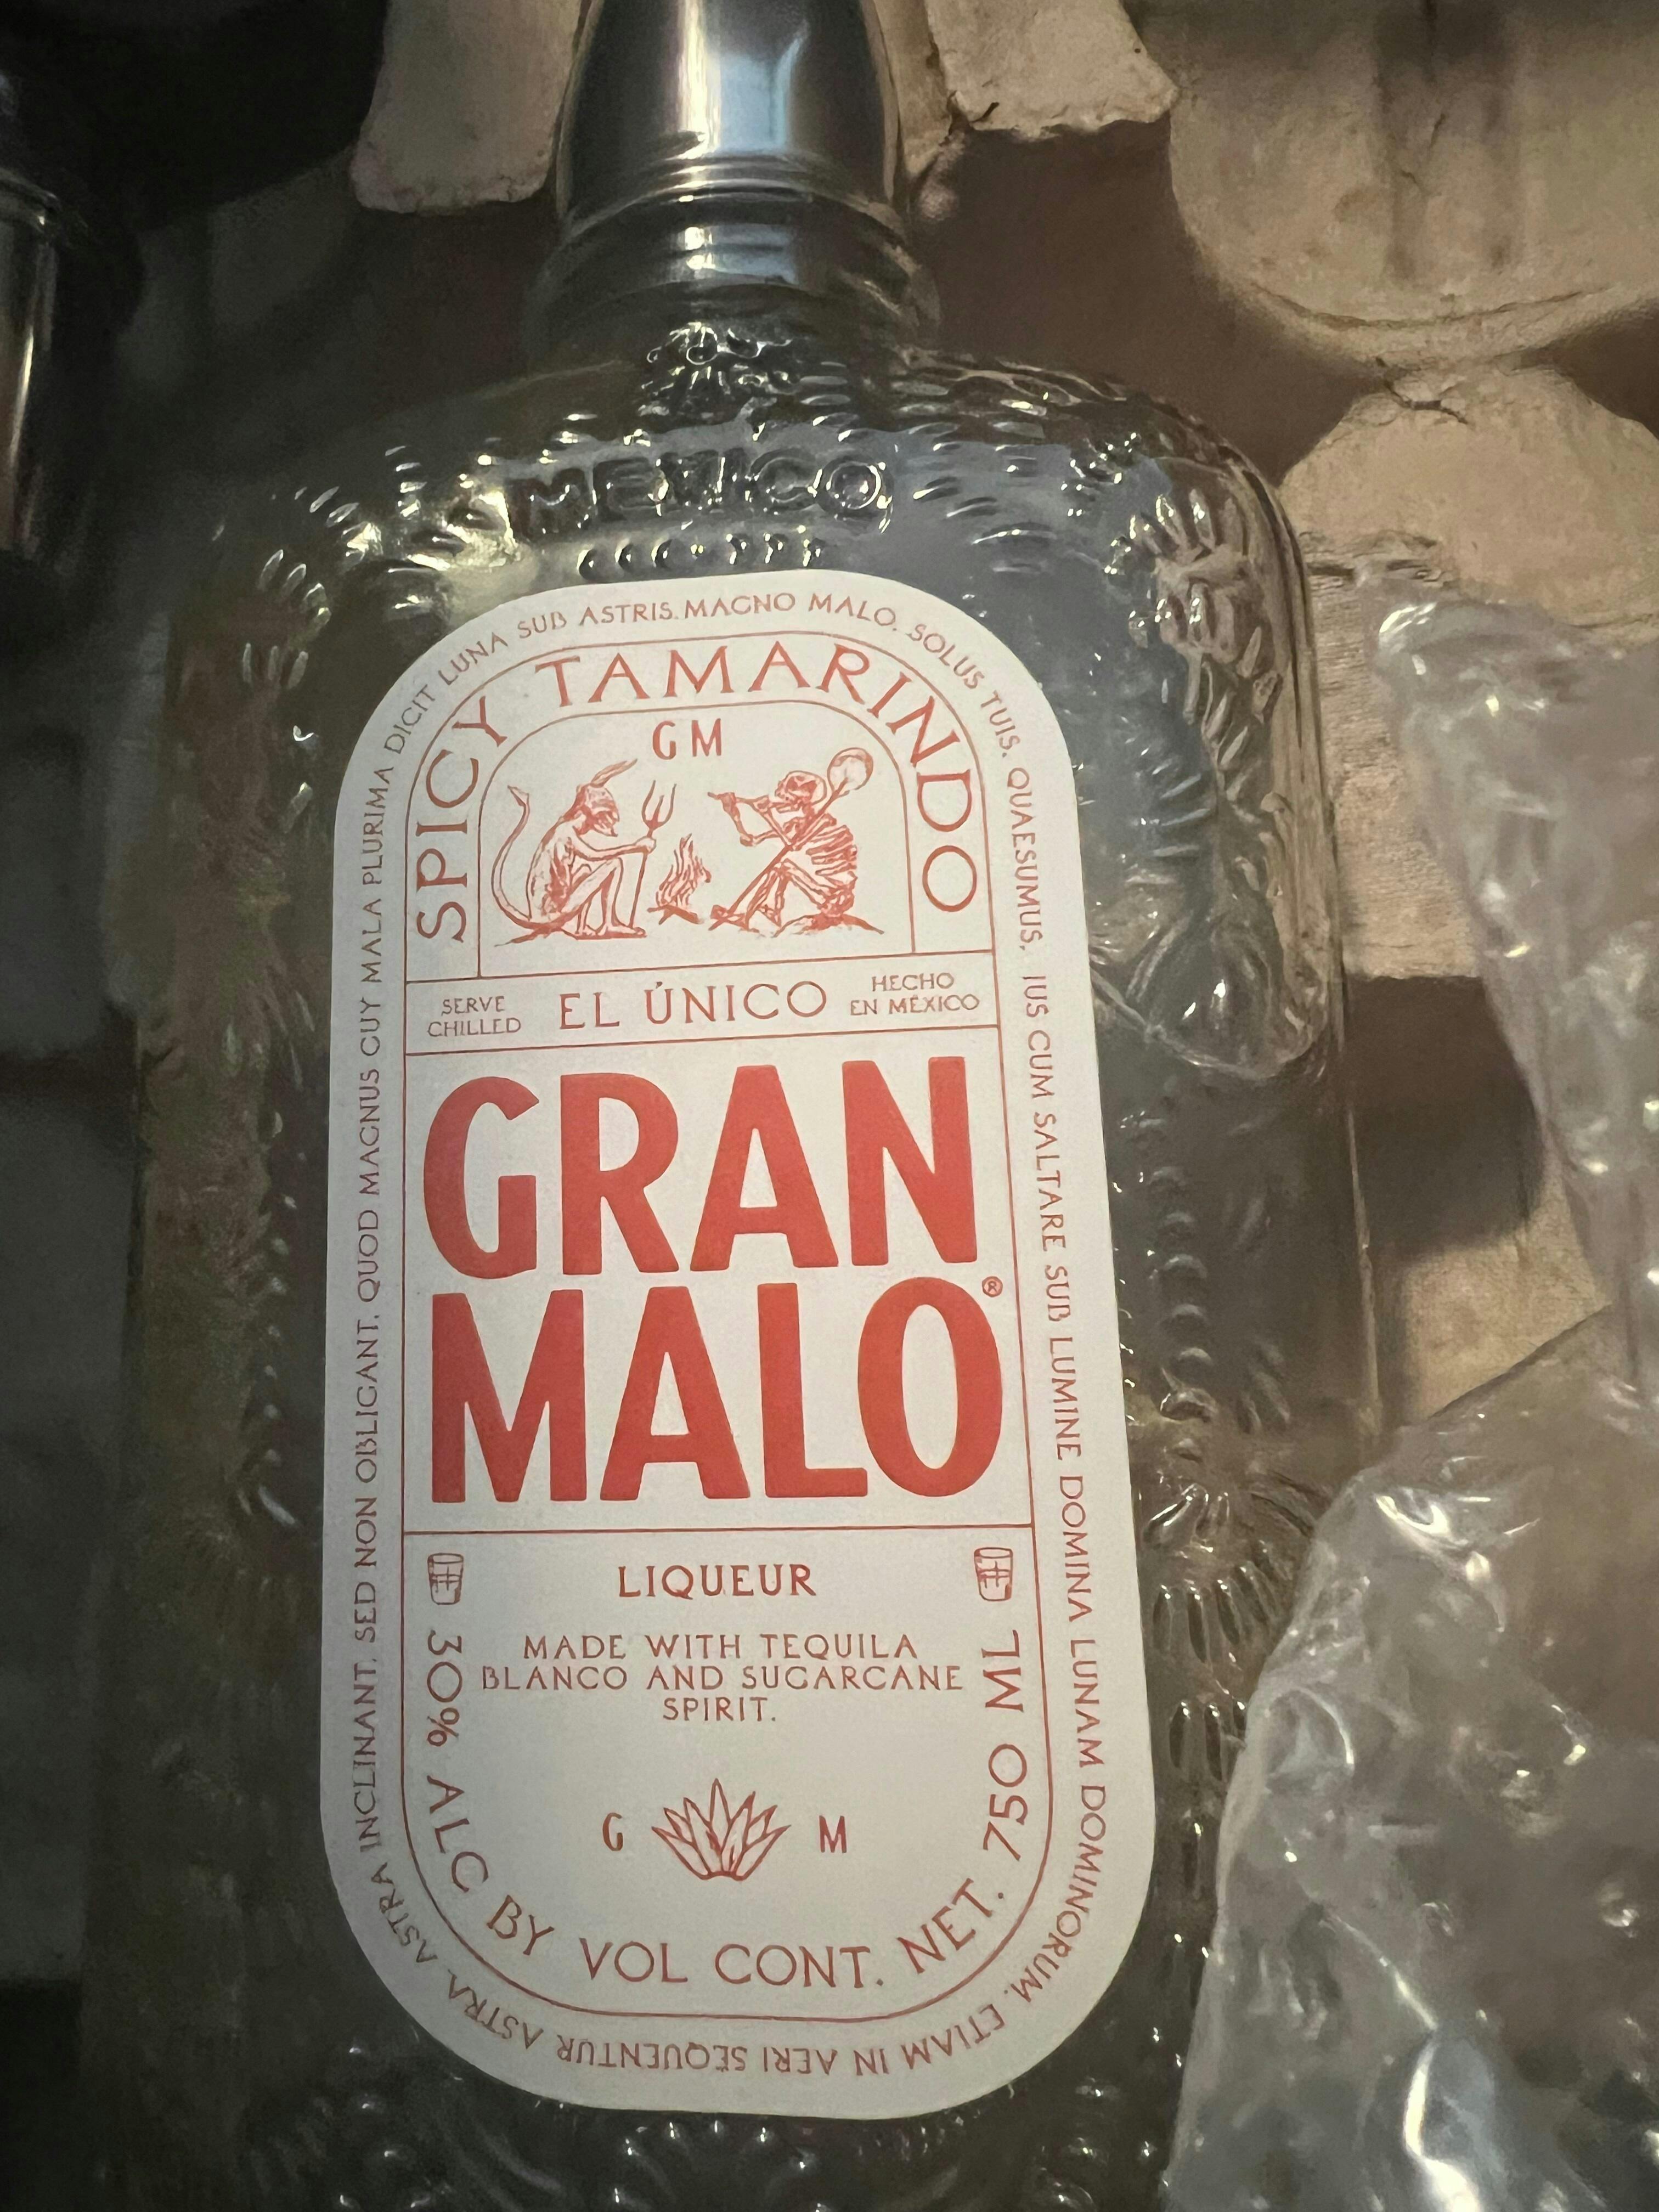 MEXICO
QUOD MAGNUS CUY MALA PLURIMA DICIT LUNA SUB ASTRIS. MAGNO MALO. SOLUS TUIS. QUAESUMUS, IUS CUM SALTARE SUB LUMINE DOMINA LUNAM DOMINORUM. ETIAM IN AERI SEQUENTUR ASTRA. ASTRA INCLINANT. SED NON OBLIGANT.
SPICY TAMARINDO
GM
SERVE
CHILLED
EL ÚNICO
HECHO
EN MÉXICO
GRAN
MALO®
LIQUEUR
MADE WITH TEQUILA
BLANCO AND SUGARCANE
SPIRIT.
G M
30% ALC BY VOL CONT. NET. 750 ML